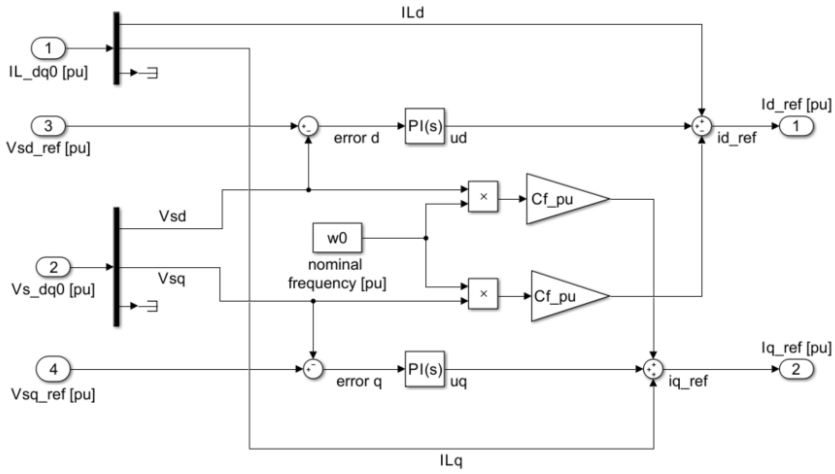 ILd
1
IL_dq0 [pu]
3
Vsd_ref [pu]
+
-
error d
PI(s)
ud
+
+
-
id_ref
Id_ref [pu]
1
Vsd
×
Cf_pu
w0
nominal
frequency [pu]
2
Vs_dq0 [pu]
Vsq
×
Cf_pu
4
Vsq_ref [pu]
-
+
error q
PI(s)
uq
+
+
+
iq_ref
Iq_ref [pu]
2
ILq